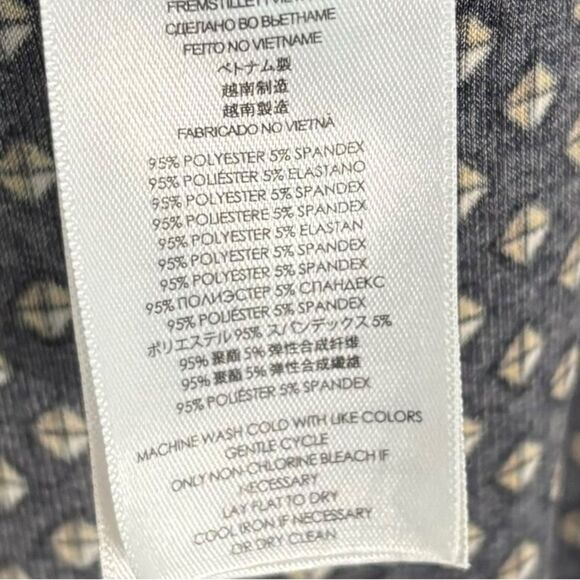 FREMSTILLET I VIETNAM
СДЕЛАНО ВО ВЬЕТНАМЕ
FEITO NO VIETNAME
ベトナム製
越南制造
越南製造
FABRICADO NO VIETNÃ
95% POLYESTER 5% SPANDEX
95% POLIÉSTER 5% ELASTANO
95% POLYESTER 5% SPANDEX
95% POLIESTERE 5% SPANDEX
95% POLYESTER 5% ELASTAN
95% POLYESTER 5% SPANDEX
95% POLYESTER 5% SPANDEX
95% ПОЛИЭСТЕР 5% СПАНДЕКС
95% POLIÉSTER 5% SPANDEX
ポリエステル 95% スパンデックス 5%
95% 聚酯 5% 弹性合成纤维
95% 聚酯 5% 弹性合成纖維
95% POLIÉSTER 5% SPANDEX
MACHINE WASH COLD WITH LIKE COLORS
GENTLE CYCLE
ONLY NON-CHLORINE BLEACH IF
NECESSARY
LAY FLAT TO DRY
COOL IRON IF NECESSARY
OR DRY CLEAN